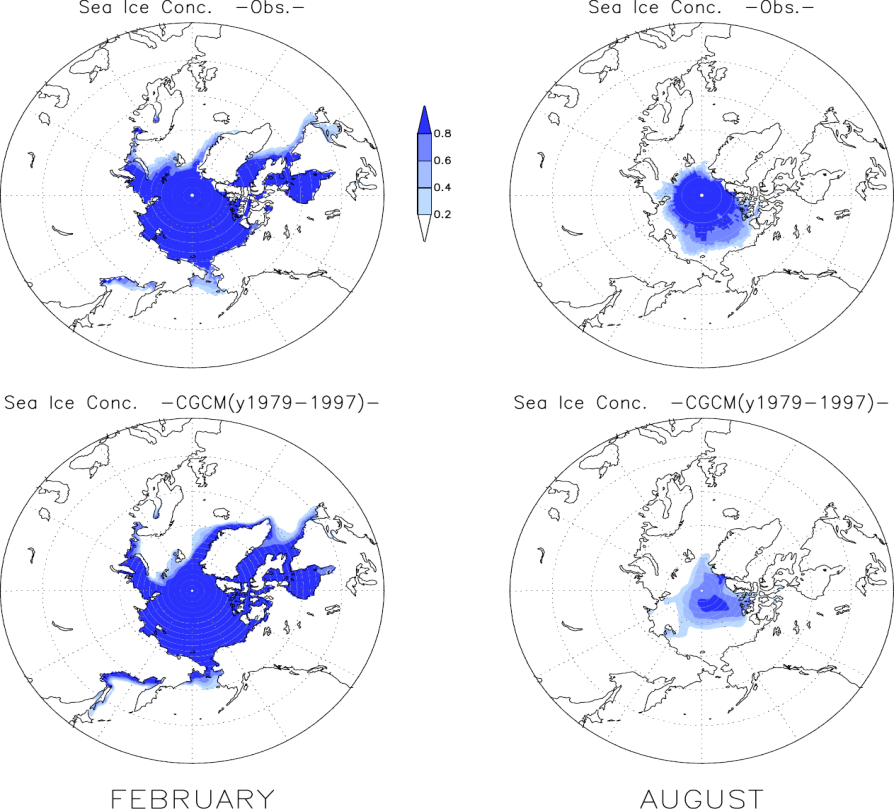 Sea Ice Conc. -Obs.-
Sea Ice Conc. -Obs.-
0.8
0.6
0.4
0.2
Sea Ice Conc. -CGCM(y1979-1997)-
Sea Ice Conc. -CGCM(y1979-1997)-
FEBRUARY
AUGUST